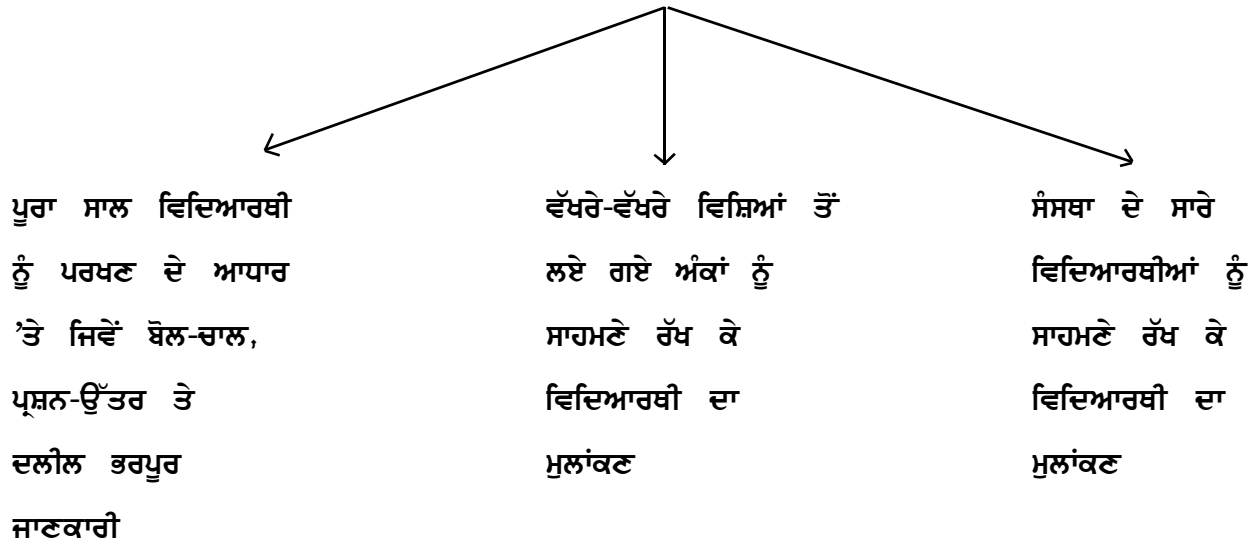 ਪੂਰਾ ਸਾਲ ਵਿਦਿਆਰਥੀ
ਨੂੰ ਪਰਖਣ ਦੇ ਆਧਾਰ
'ਤੇ ਜਿਵੇਂ ਬੋਲ-ਚਾਲ,
ਪ੍ਰਸ਼ਨ-ਉੱਤਰ ਤੇ
ਦਲੀਲ ਭਰਪੂਰ
ਜਾਣਕਾਰੀ
ਵੱਖਰੇ-ਵੱਖਰੇ ਵਿਸ਼ਿਆਂ ਤੋਂ
ਲਏ ਗਏ ਅੰਕਾਂ ਨੂੰ
ਸਾਹਮਣੇ ਰੱਖ ਕੇ
ਵਿਦਿਆਰਥੀ ਦਾ
ਮੁਲਾਂਕਣ
ਸੰਸਥਾ ਦੇ ਸਾਰੇ
ਵਿਦਿਆਰਥੀਆਂ ਨੂੰ
ਸਾਹਮਣੇ ਰੱਖ ਕੇ
ਵਿਦਿਆਰਥੀ ਦਾ
ਮੁਲਾਂਕਣ